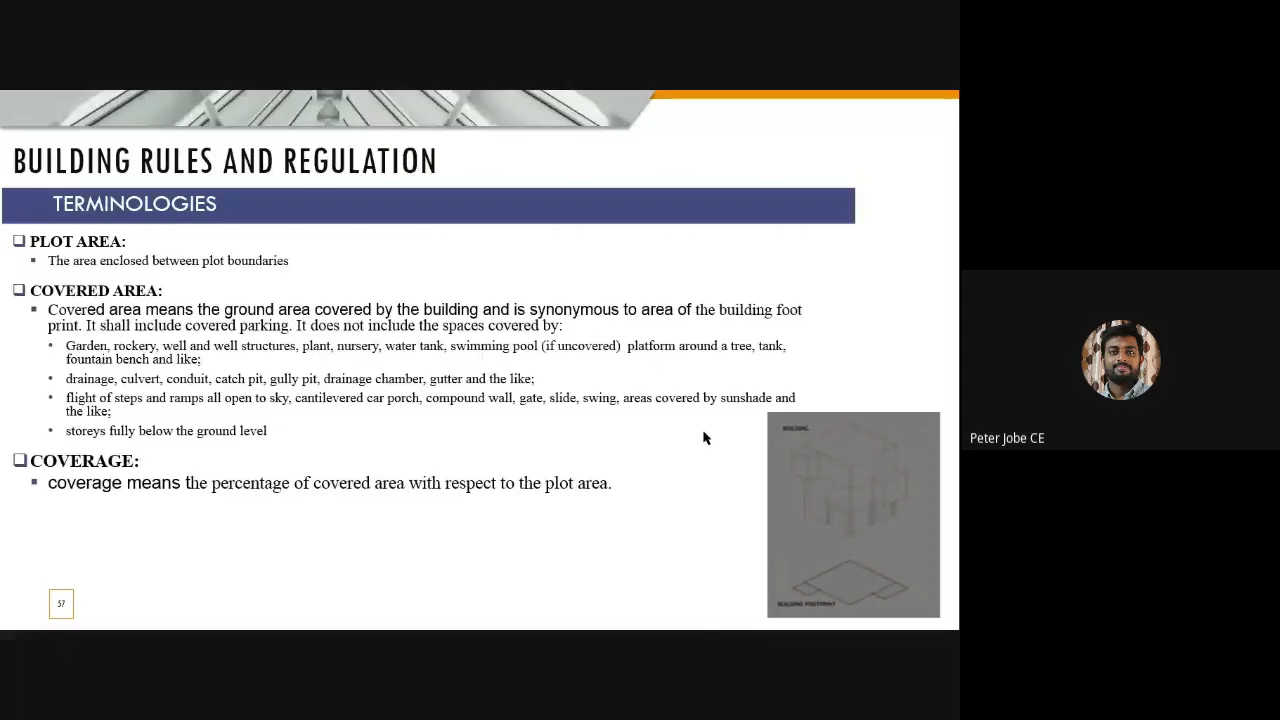 BUILDING RULES AND REGULATION
TERMINOLOGIES
❑ PLOT AREA:
▪ The area enclosed between plot boundaries
❑ COVERED AREA:
▪ Covered area means the ground area covered by the building and is synonymous to area of the building foot
print. It shall include covered parking. It does not include the spaces covered by:
• Garden, rockery, well and well structures, plant, nursery, water tank, swimming pool (if uncovered) platform around a tree, tank,
fountain bench and like;
• drainage, culvert, conduit, catch pit, gully pit, drainage chamber, gutter and the like;
• flight of steps and ramps all open to sky, cantilevered car porch, compound wall, gate, slide, swing, areas covered by sunshade and
the like;
• storeys fully below the ground level
BUILDING
❑ COVERAGE:
▪ coverage means the percentage of covered area with respect to the plot area.
BUILDING FOOTPRINT
57
Peter Jobe CE